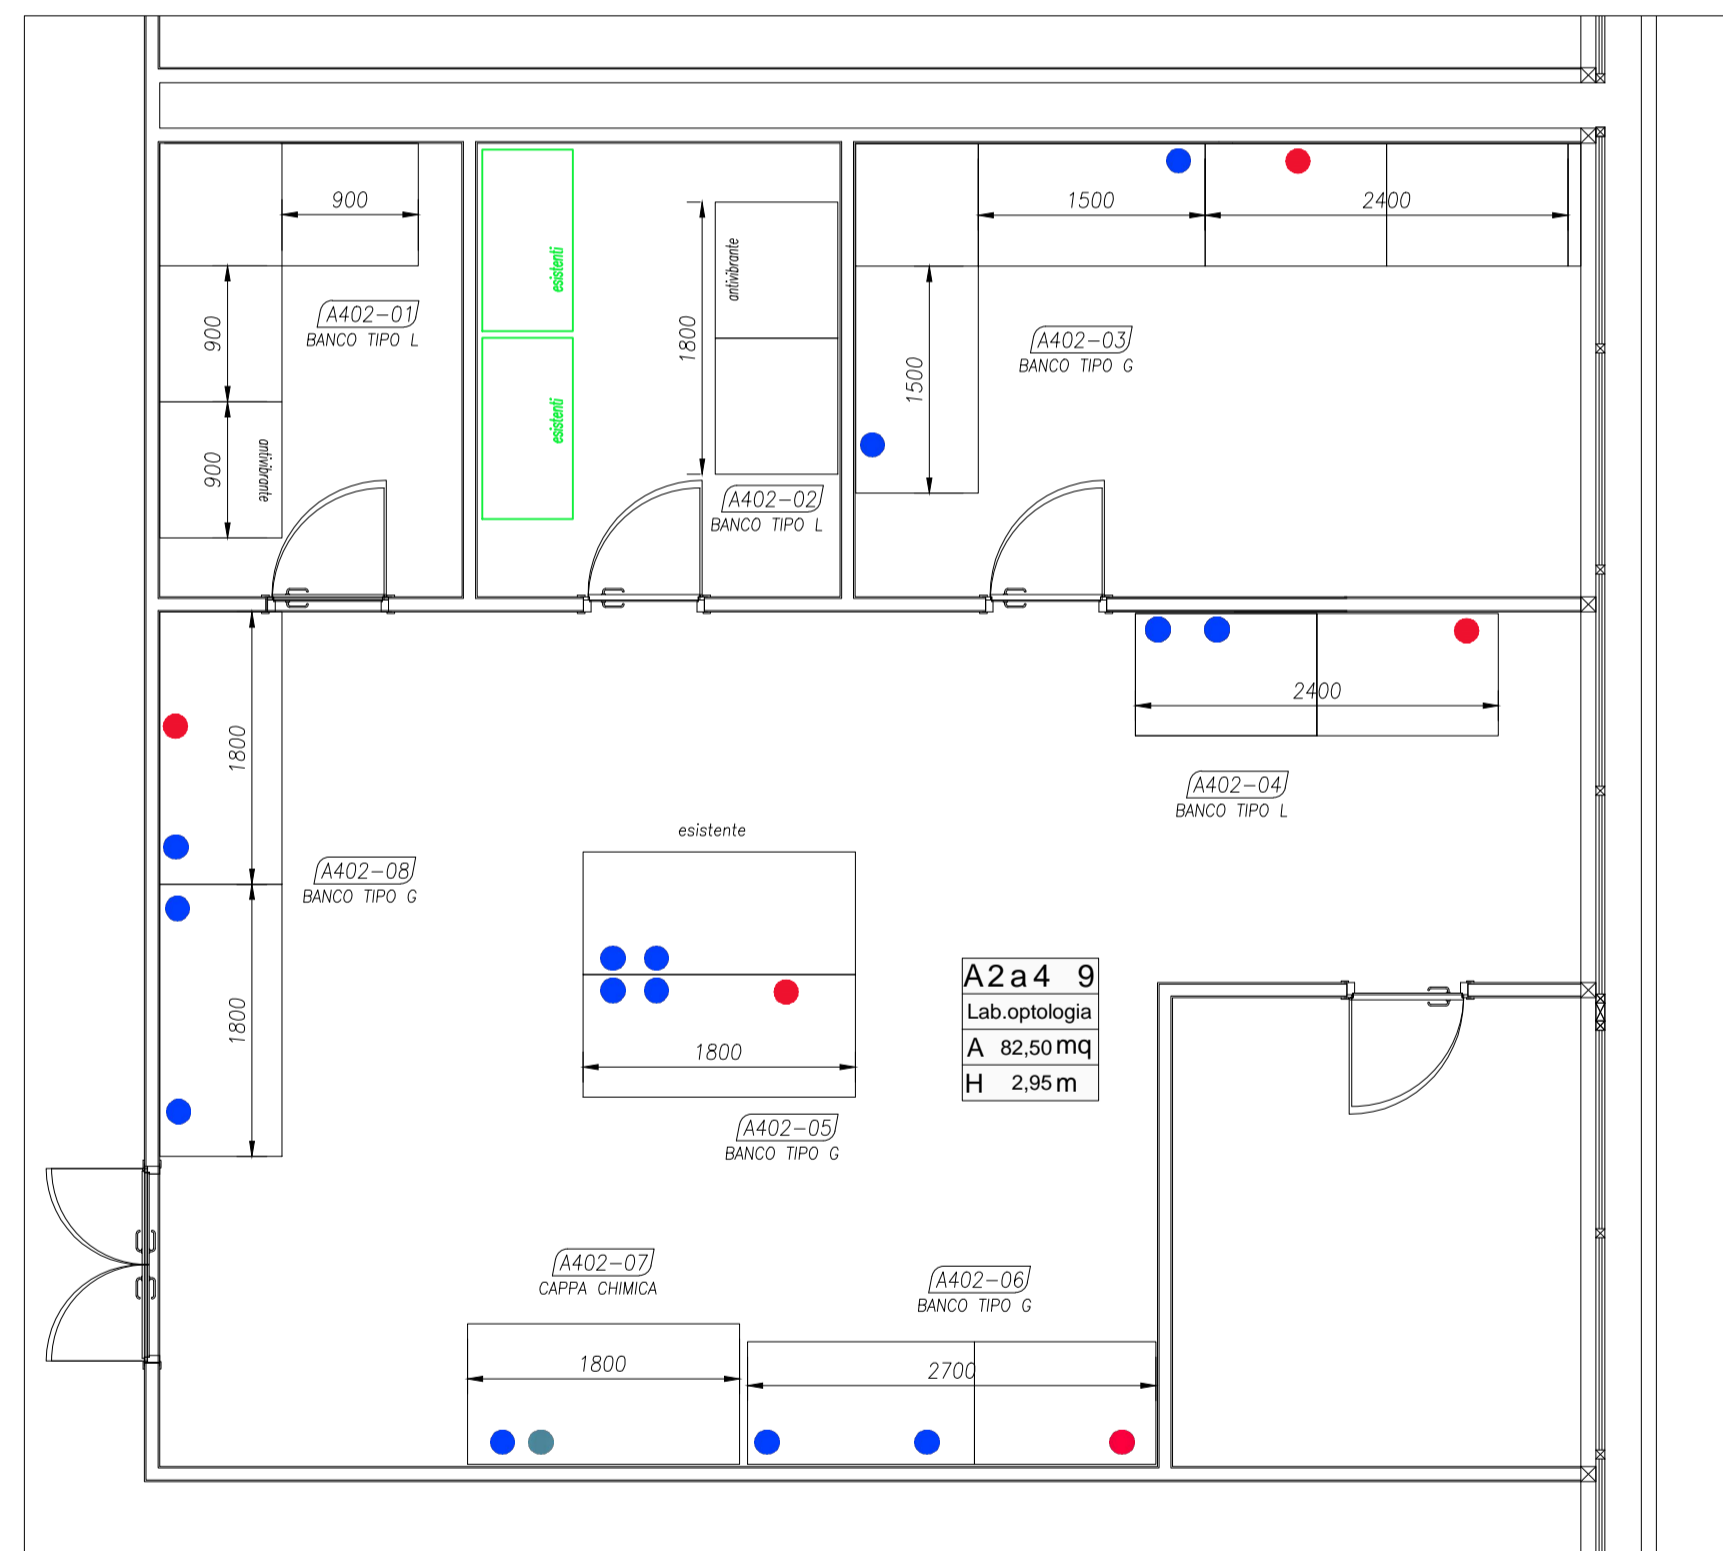 900
900
900
antivibrante
A402-01
BANCO TIPO L
esistenti
esistenti
antivibrante
1800
A402-02
BANCO TIPO L
1500
2400
1500
A402-03
BANCO TIPO G
2400
A402-04
BANCO TIPO L
1800
1800
A402-08
BANCO TIPO G
esistente
1800
A402-05
BANCO TIPO G
A2a4 9
Lab.optologia
A 82,50 mq
H 2,95 m
A402-07
CAPPA CHIMICA
1800
A402-06
BANCO TIPO G
2700